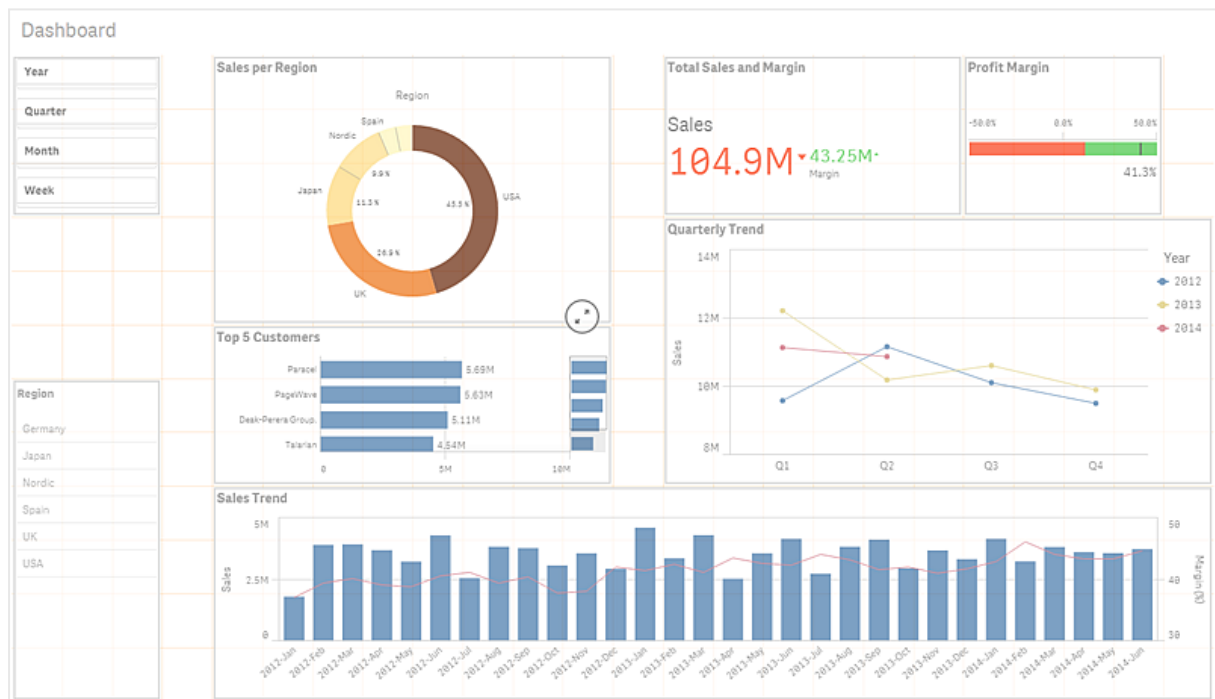 Dashboard
Year
Quarter
Month
Week
Region
Germany
Japan
Nordic
Spain
UK
USA
Sales per Region
Region
Spain
Nordic
Japan
UK
USA
9.9%
11.3%
26.9%
45.5%
Top 5 Customers
Paracel
5.69M
PageWave
5.63M
Deak-Perera Group.
5.11M
Talarian
4.54M
0 5M 10M
Total Sales and Margin
Sales
104.9M 43.25M
Margin
Profit Margin
-50.0% 0.0% 50.0%
41.3%
Quarterly Trend
14M
12M
10M
8M
Sales
Q1 Q2 Q3 Q4
Year
2012
2013
2014
Sales Trend
5M
2.5M
0
Sales
50
40
30
Margin (%)
2012-Jan 2012-Feb 2012-Mar 2012-Apr 2012-May 2012-Jun 2012-Jul 2012-Aug 2012-Sep 2012-Oct 2012-Nov 2012-Dec 2013-Jan 2013-Feb 2013-Mar 2013-Apr 2013-May 2013-Jun 2013-Jul 2013-Aug 2013-Sep 2013-Oct 2013-Nov 2013-Dec 2014-Jan 2014-Feb 2014-Mar 2014-Apr 2014-May 2014-Jun